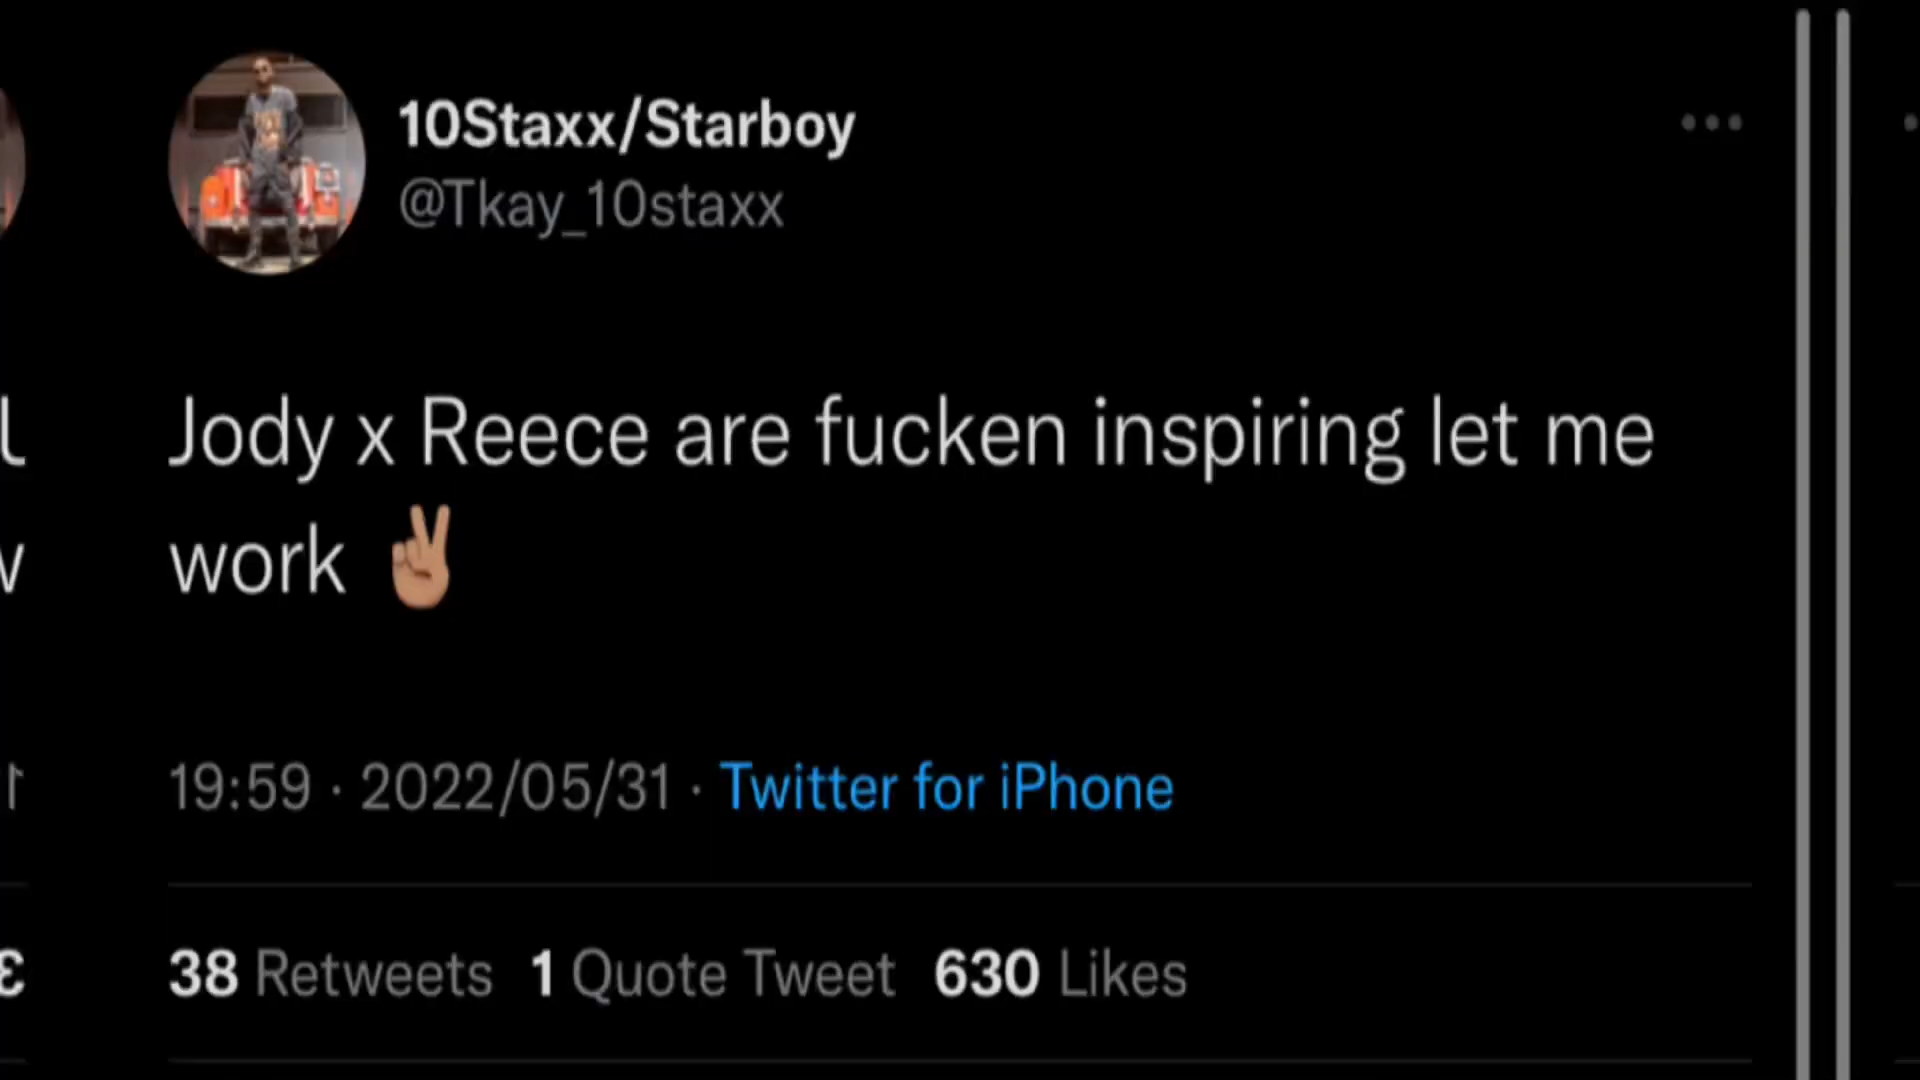 10Staxx/Starboy
@Tkay_10staxx
Jody x Reece are fucken inspiring let me
work ✌🏽
19:59 · 2022/05/31 · Twitter for iPhone
38 Retweets 1 Quote Tweet 630 Likes